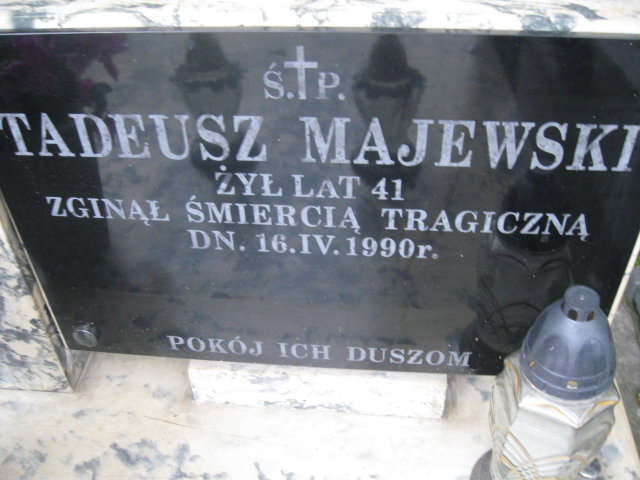 Ś.†P.
TADEUSZ MAJEWSKI
ŻYŁ LAT 41
ZGINĄŁ ŚMIERCIĄ TRAGICZNĄ
DN. 16.IV. 1990r.
POKÓJ ICH DUSZOM